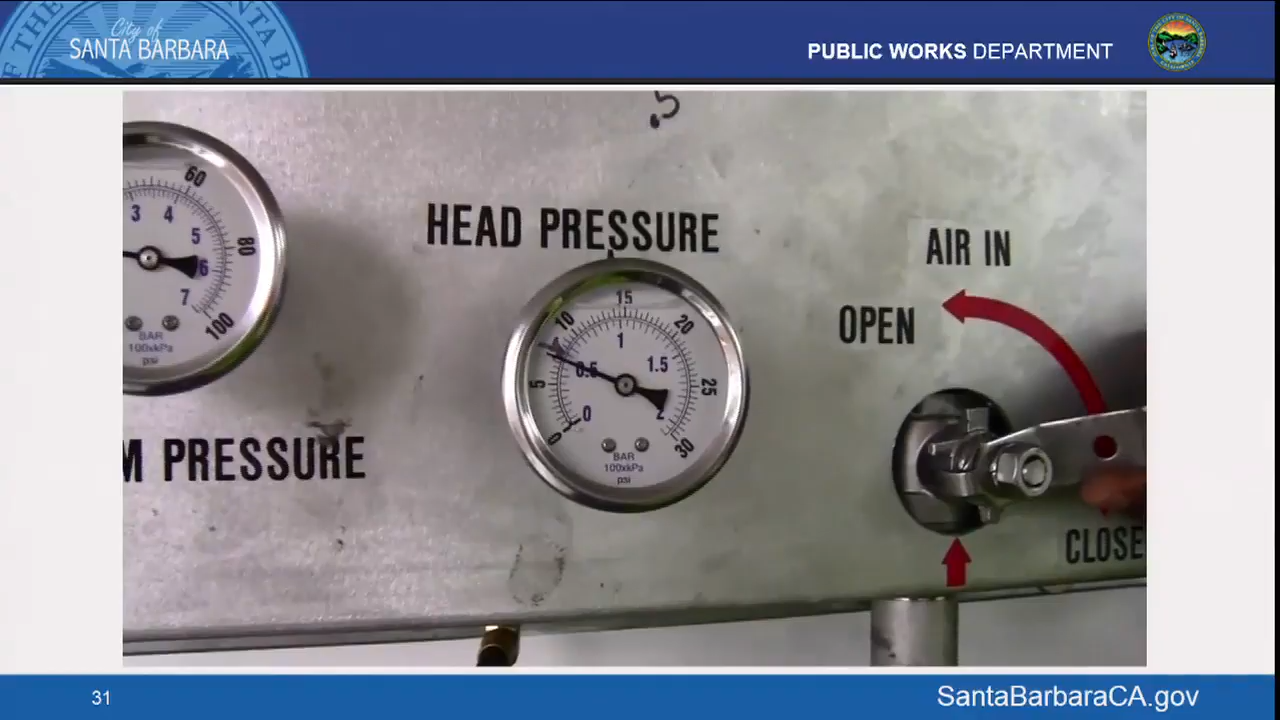 City of
SANTA BARBARA
PUBLIC WORKS DEPARTMENT
.5
HEAD PRESSURE
AIR IN
OPEN
CLOSE
M PRESSURE
60
80
100
3
4
5
6
7
BAR
100xkPa
psi
0
5
10
15
20
25
30
0
0.5
1
1.5
2
BAR
100xkPa
psi
31
SantaBarbaraCA.gov